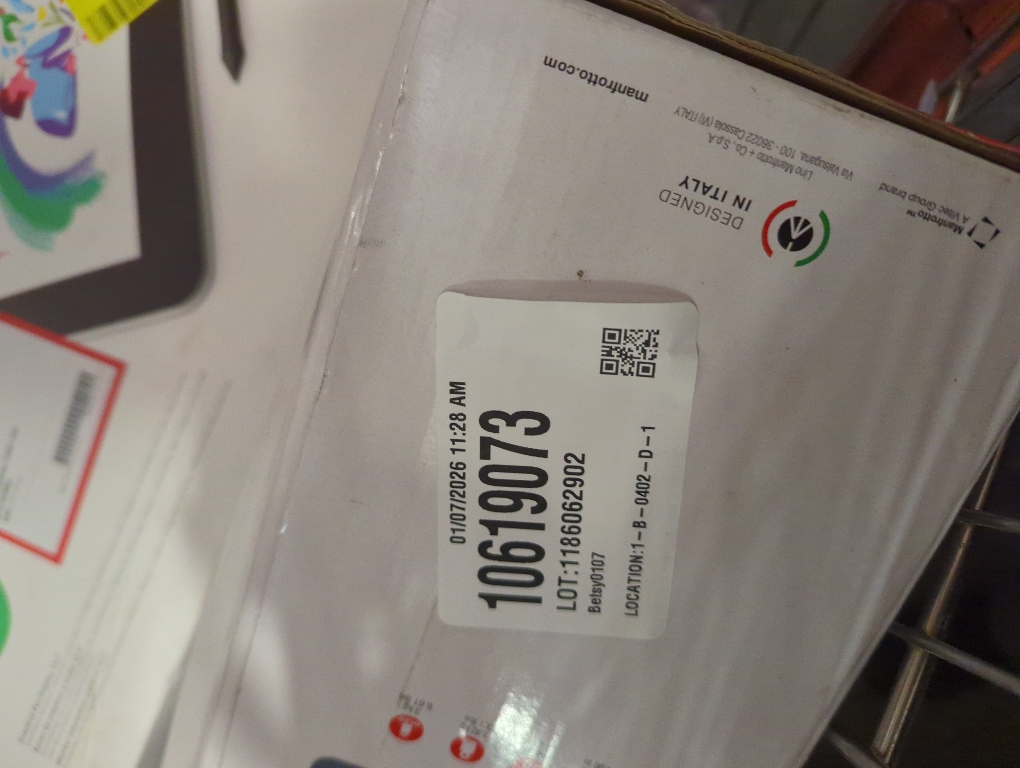 01/07/2026 11:28 AM
10619073
LOT:1186062902
Betsy0107
LOCATION:1-B-0402-D-1
manfrotto.com
Lino Manfrotto + Co. S.p.A.
Via Valsugana, 100 - 36022 Cassola (VI) ITALY
DESIGNED
IN ITALY
Manfrotto™
A Vitec Group brand